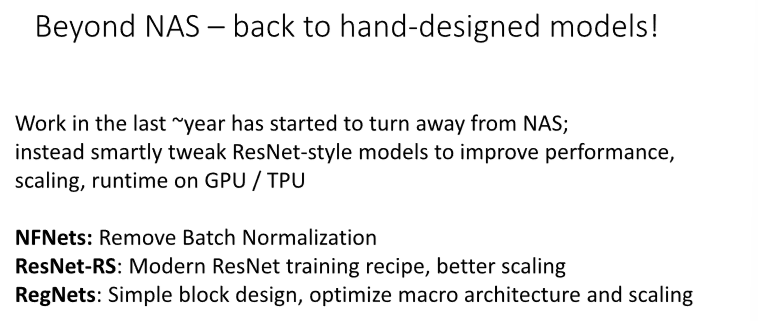 Beyond NAS – back to hand-designed models!
Work in the last ~year has started to turn away from NAS;
instead smartly tweak ResNet-style models to improve performance,
scaling, runtime on GPU / TPU
NFNets: Remove Batch Normalization
ResNet-RS: Modern ResNet training recipe, better scaling
RegNets: Simple block design, optimize macro architecture and scaling